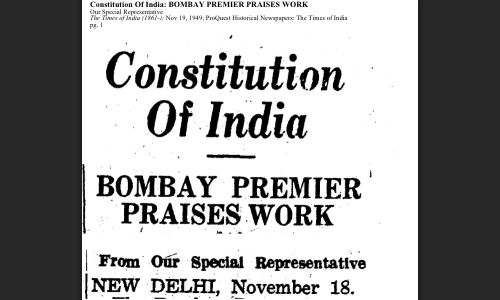 Constitution Of India: BOMBAY PREMIER PRAISES WORK
Our Special Representative
The Times of India (1861-); Nov 19, 1949; ProQuest Historical Newspapers: The Times of India
pg. 1
Constitution
Of India
BOMBAY PREMIER
PRAISES WORK
From Our Special Representative
NEW DELHI, November 18.